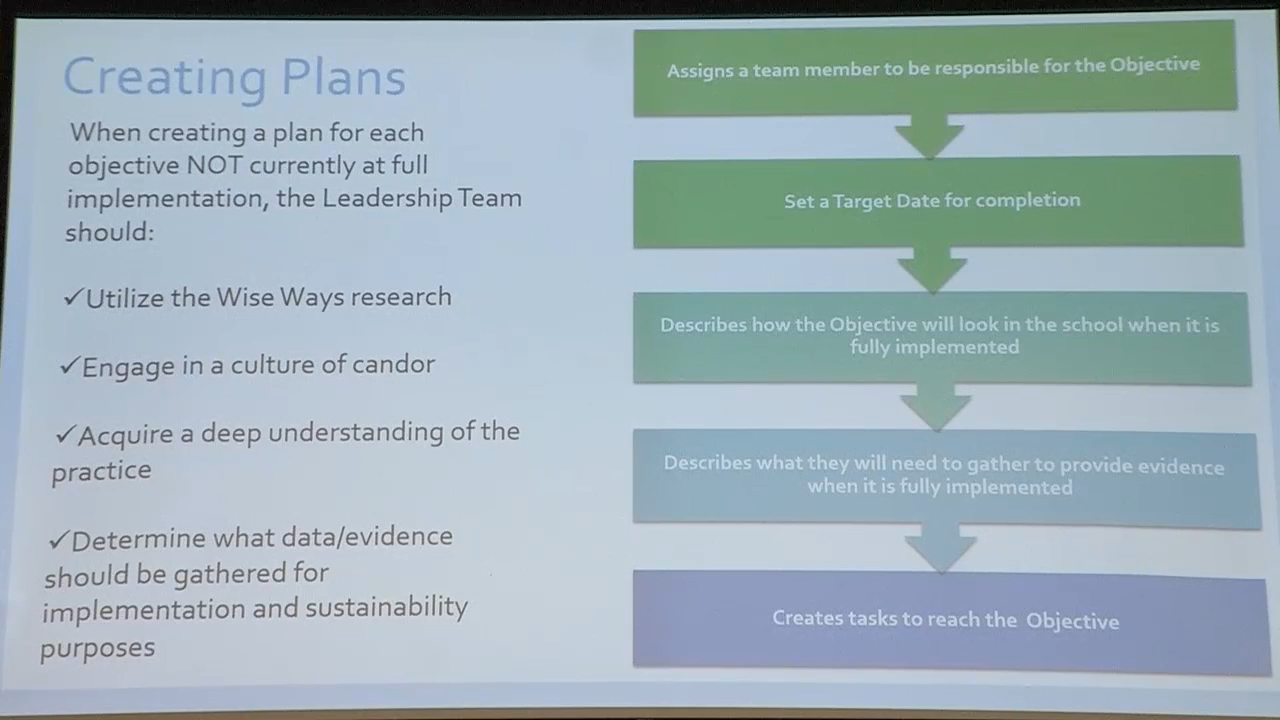 Creating Plans
When creating a plan for each
objective NOT currently at full
implementation, the Leadership Team
should:
✓Utilize the Wise Ways research
✓Engage in a culture of candor
✓Acquire a deep understanding of the
practice
✓Determine what data/evidence
should be gathered for
implementation and sustainability
purposes
Assigns a team member to be responsible for the Objective
Set a Target Date for completion
Describes how the Objective will look in the school when it is
fully implemented
Describes what they will need to gather to provide evidence
when it is fully implemented
Creates tasks to reach the Objective